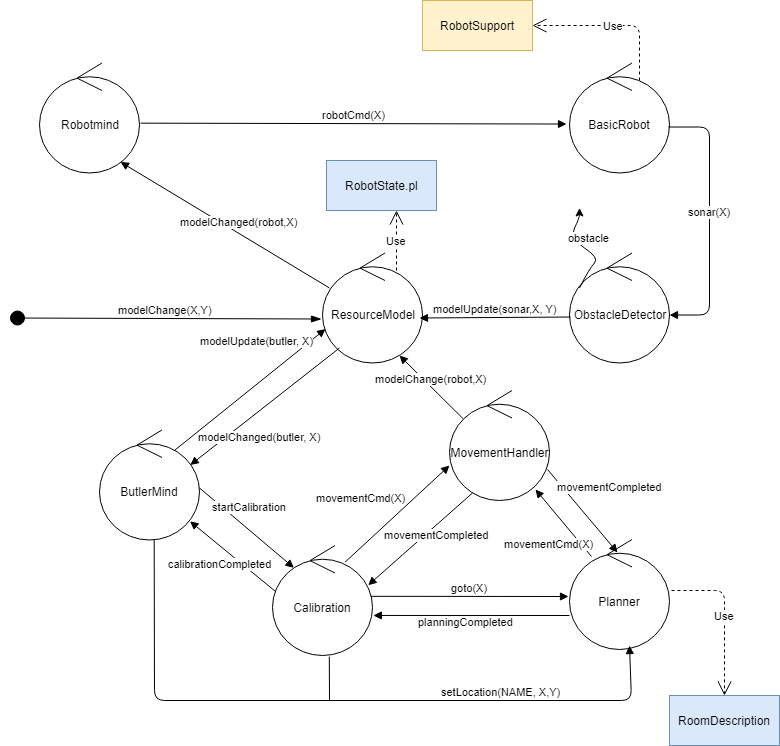 RobotSupport
Use
Robotmind
robotCmd(X)
BasicRobot
RobotState.pl
modelChanged(robot,X)
sonar(X)
Use
obstacle
modelChange(X,Y)
ResourceModel
modelUpdate(sonar,X, Y)
ObstacleDetector
modelUpdate(butler, X)
modelChange(robot,X)
modelChanged(butler, X)
MovementHandler
ButlerMind
movementCmd(X)
movementCompleted
startCalibration
movementCompleted
movementCmd(X)
calibrationCompleted
goto(X)
Calibration
Planner
planningCompleted
Use
setLocation(NAME, X,Y)
RoomDescription